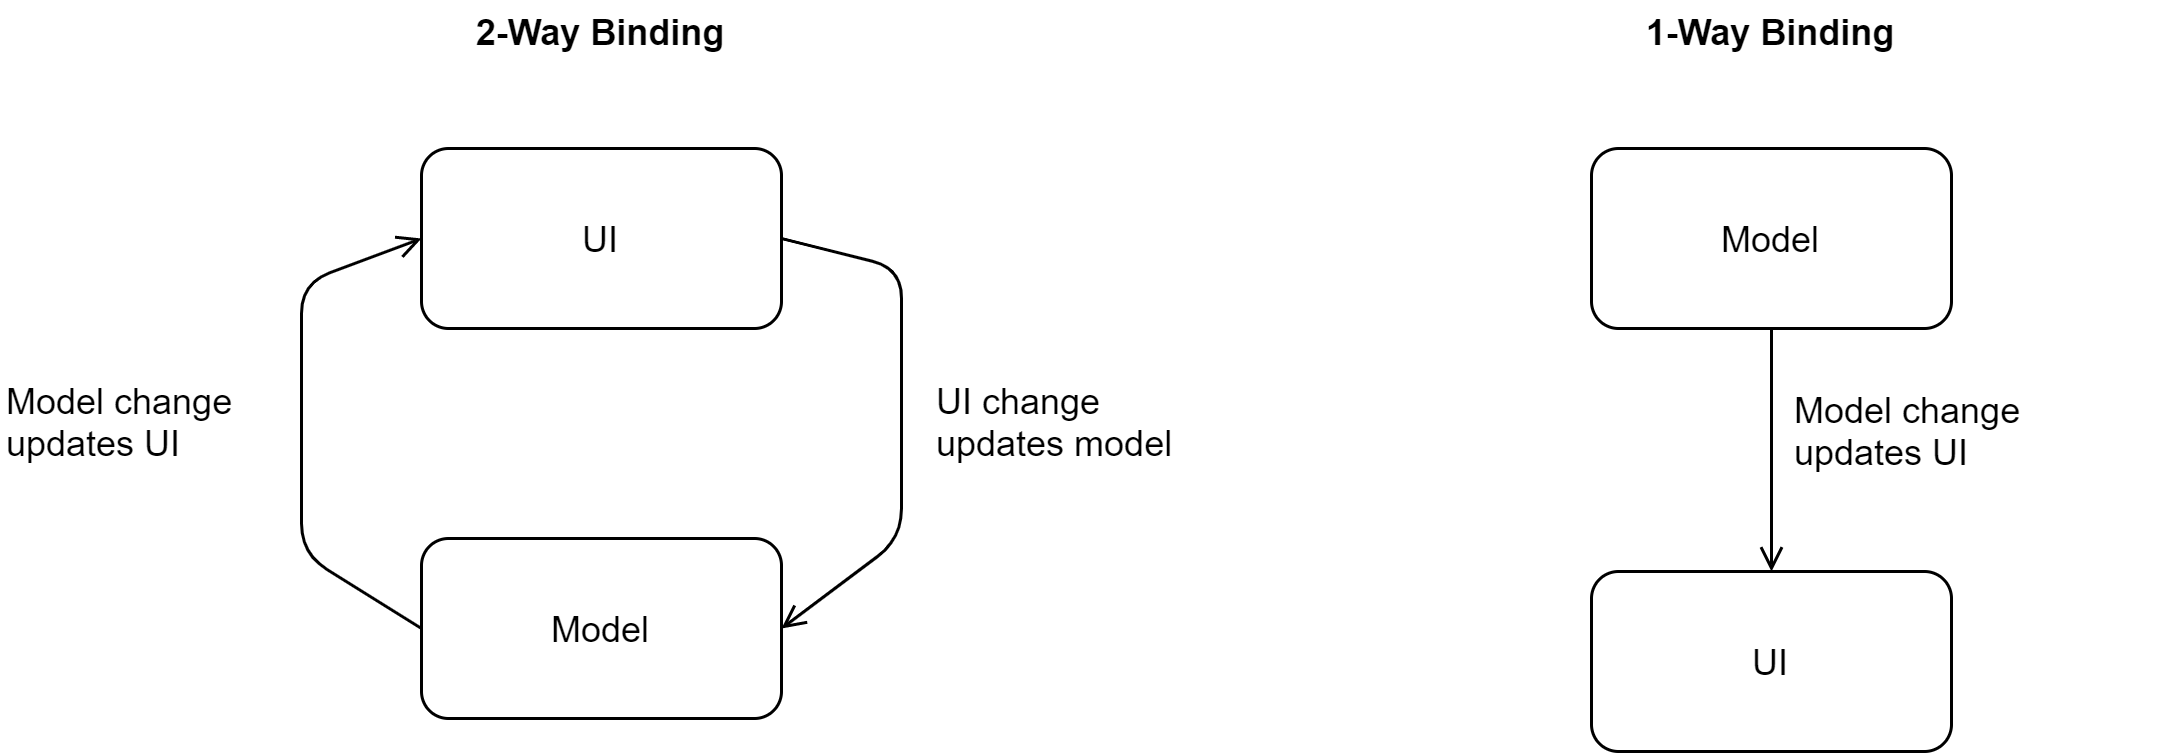 2-Way Binding
UI
Model change
updates UI
UI change
updates model
Model
1-Way Binding
Model
Model change
updates UI
UI